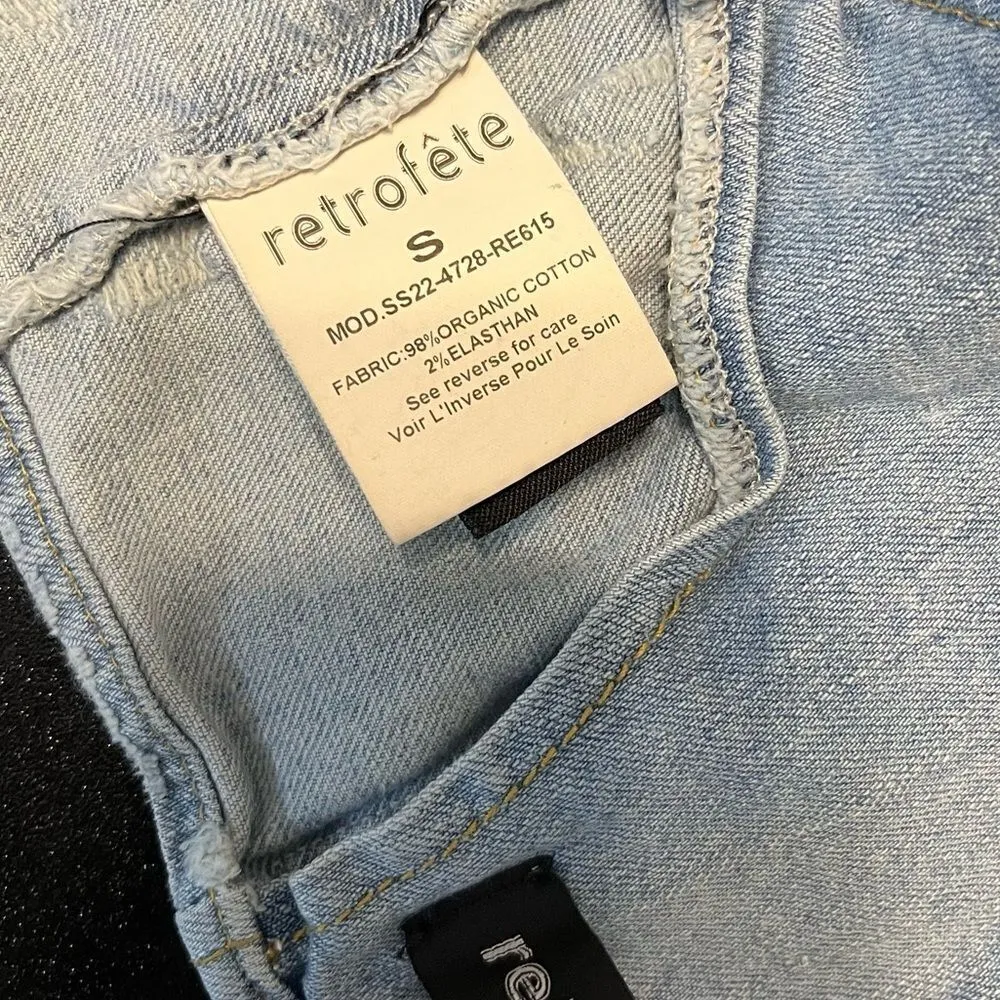 retrofête
S
MOD.SS22-4728-RE615
FABRIC:98%ORGANIC COTTON
2%ELASTHAN
See reverse for care
Voir L'Inverse Pour Le Soin
re